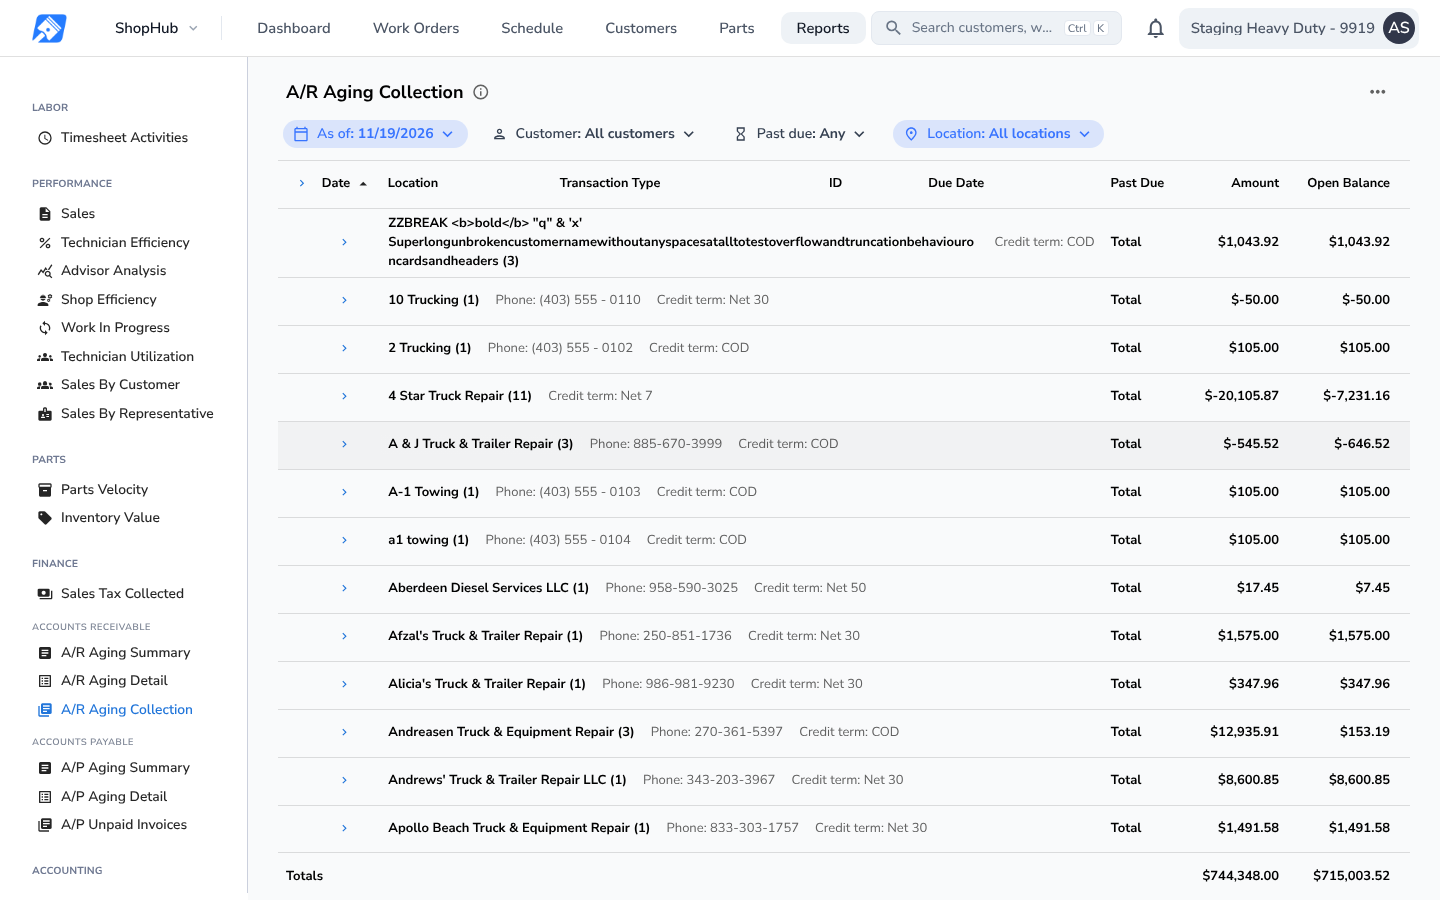 ShopHub Dashboard Work Orders Schedule Customers Parts Reports Search customers, w... Ctrl K Staging Heavy Duty - 9919 AS
LABOR
Timesheet Activities
PERFORMANCE
Sales
Technician Efficiency
Advisor Analysis
Shop Efficiency
Work In Progress
Technician Utilization
Sales By Customer
Sales By Representative
PARTS
Parts Velocity
Inventory Value
FINANCE
Sales Tax Collected
ACCOUNTS RECEIVABLE
A/R Aging Summary
A/R Aging Detail
A/R Aging Collection
ACCOUNTS PAYABLE
A/P Aging Summary
A/P Aging Detail
A/P Unpaid Invoices
ACCOUNTING
A/R Aging Collection
As of: 11/19/2026 Customer: All customers Past due: Any Location: All locations
Date Location Transaction Type ID Due Date Past Due Amount Open Balance
ZZBREAK <b>bold</b> "q" & 'x'
Superlongunbrokencustomernamewithoutanyspacesatalltotestoverflowandtruncationbehaviouro Credit term: COD Total $1,043.92 $1,043.92
ncardsandheaders (3)
10 Trucking (1) Phone: (403) 555 - 0110 Credit term: Net 30 Total $-50.00 $-50.00
2 Trucking (1) Phone: (403) 555 - 0102 Credit term: COD Total $105.00 $105.00
4 Star Truck Repair (11) Credit term: Net 7 Total $-20,105.87 $-7,231.16
A & J Truck & Trailer Repair (3) Phone: 885-670-3999 Credit term: COD Total $-545.52 $-646.52
A-1 Towing (1) Phone: (403) 555 - 0103 Credit term: COD Total $105.00 $105.00
a1 towing (1) Phone: (403) 555 - 0104 Credit term: COD Total $105.00 $105.00
Aberdeen Diesel Services LLC (1) Phone: 958-590-3025 Credit term: Net 50 Total $17.45 $7.45
Afzal's Truck & Trailer Repair (1) Phone: 250-851-1736 Credit term: Net 30 Total $1,575.00 $1,575.00
Alicia's Truck & Trailer Repair (1) Phone: 986-981-9230 Credit term: Net 30 Total $347.96 $347.96
Andreasen Truck & Equipment Repair (3) Phone: 270-361-5397 Credit term: COD Total $12,935.91 $153.19
Andrews' Truck & Trailer Repair LLC (1) Phone: 343-203-3967 Credit term: Net 30 Total $8,600.85 $8,600.85
Apollo Beach Truck & Equipment Repair (1) Phone: 833-303-1757 Credit term: Net 30 Total $1,491.58 $1,491.58
Totals $744,348.00 $715,003.52